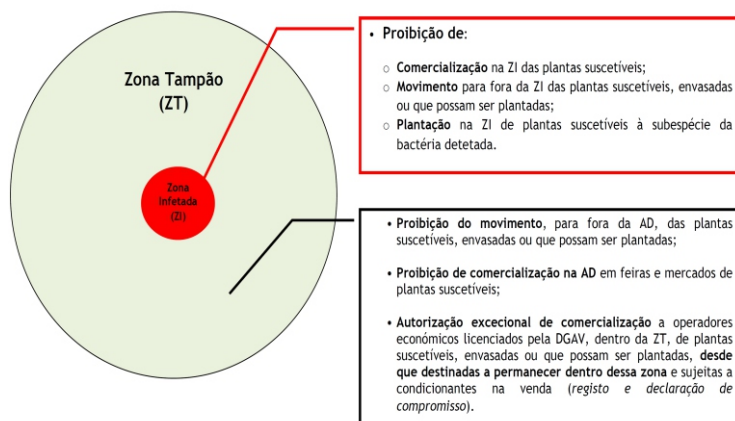 Zona Tampão
(ZT)
Zona
Infetada
(ZI)
• Proibição de:
o Comercialização na ZI das plantas suscetíveis;
o Movimento para fora da ZI das plantas suscetíveis, envasadas
ou que possam ser plantadas;
o Plantação na ZI de plantas suscetíveis à subespécie da
bactéria detetada.
• Proibição do movimento, para fora da AD, das plantas
suscetíveis, envasadas ou que possam ser plantadas;
• Proibição de comercialização na AD em feiras e mercados de
plantas suscetíveis;
• Autorização excecional de comercialização a operadores
económicos licenciados pela DGAV, dentro da ZT, de plantas
suscetíveis, envasadas ou que possam ser plantadas, desde
que destinadas a permanecer dentro dessa zona e sujeitas a
condicionantes na venda (registo e declaração de
compromisso).